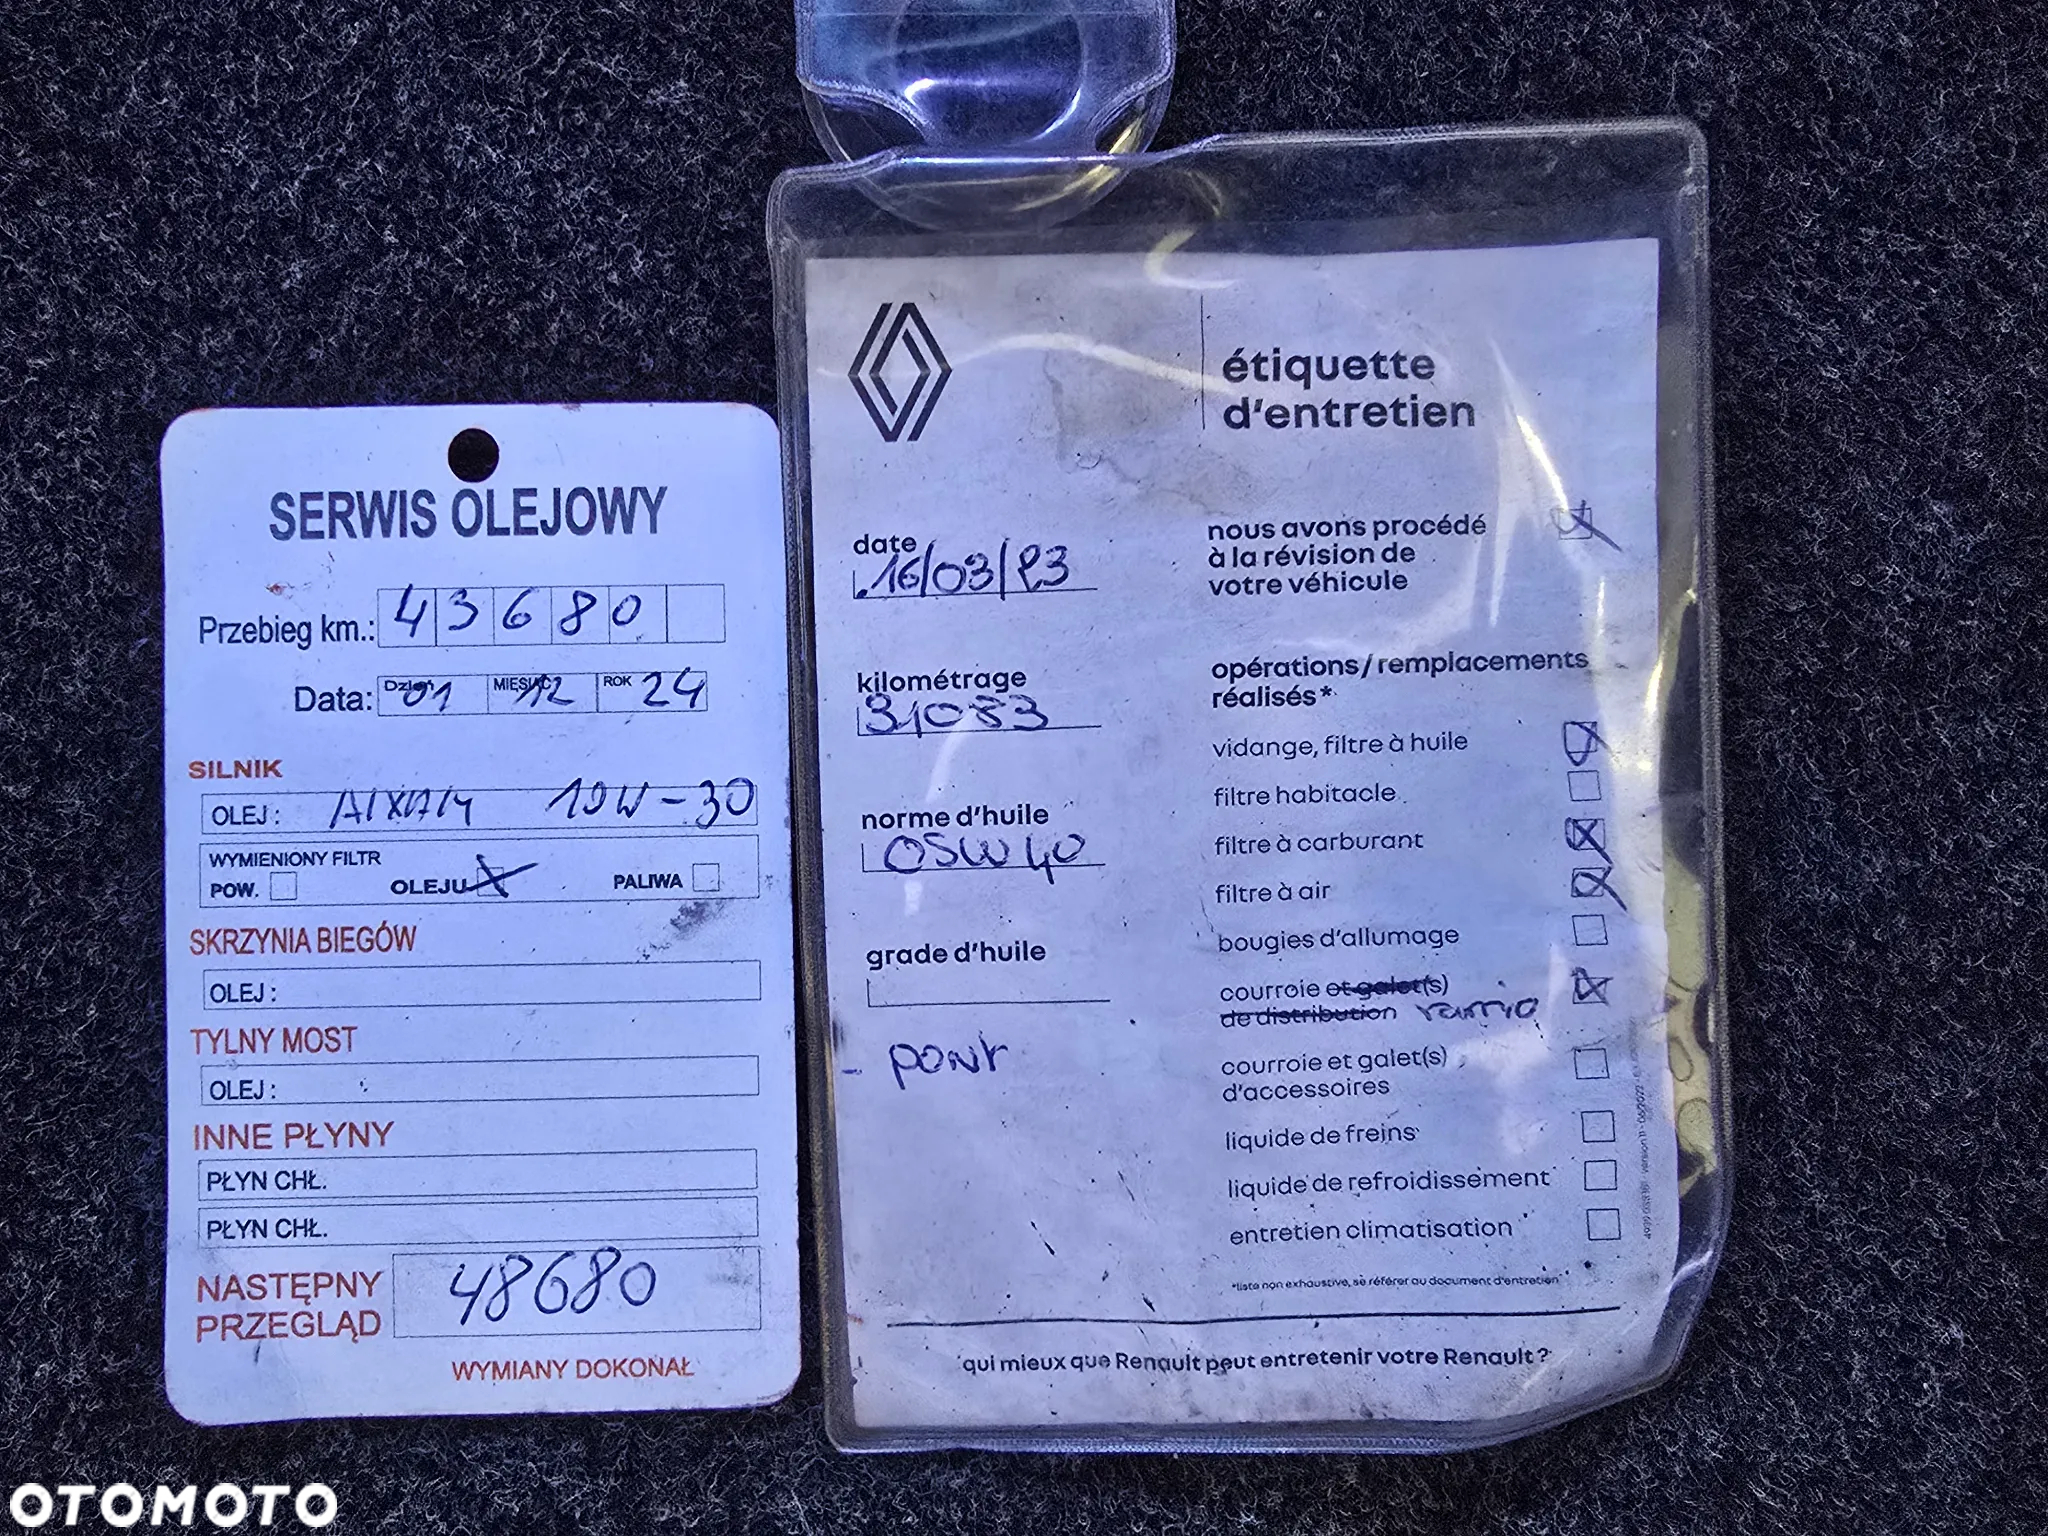 SERWIS OLEJOWY
Przebieg km.: 43680
Data: Dzień 01 MIESIĄC 12 ROK 24
SILNIK
OLEJ: 10W-30
WYMIENIONY FILTR
POW. OLEJU PALIWA
SKRZYNIA BIEGÓW
OLEJ:
TYLNY MOST
OLEJ:
INNE PŁYNY
PŁYN CHŁ.
PŁYN CHŁ.
NASTĘPNY
PRZEGLĄD
48680
WYMIANY DOKONAŁ
étiquette
d'entretien
date
16/03/23
kilométrage
31083
norme d'huile
05W40
grade d'huile
- pont
nous avons procédé
à la révision de
votre véhicule
opérations/remplacements
réalisés*
vidange, filtre à huile
filtre habitacle
filtre à carburant
filtre à air
bougies d'allumage
courroie et galet(s)
de distribution
courroie et galet(s)
d'accessoires
liquide de freins
liquide de refroidissement
entretien climatisation
*liste non exhaustive, se référer au document d'entretien
qui mieux que Renault peut entretenir votre Renault ?
OTOMOTO